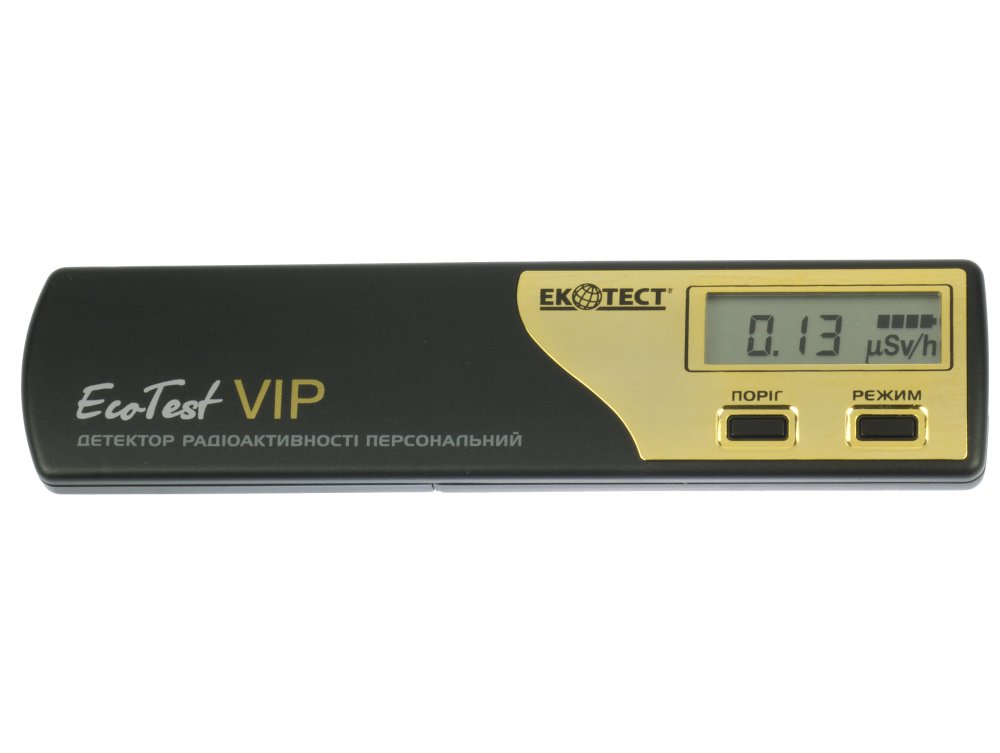 ЕКОТЕСТ®
0.13 µSv/h
ПОРІГ РЕЖИМ
EcoTest VIP
ДЕТЕКТОР РАДІОАКТИВНОСТІ ПЕРСОНАЛЬНИЙ